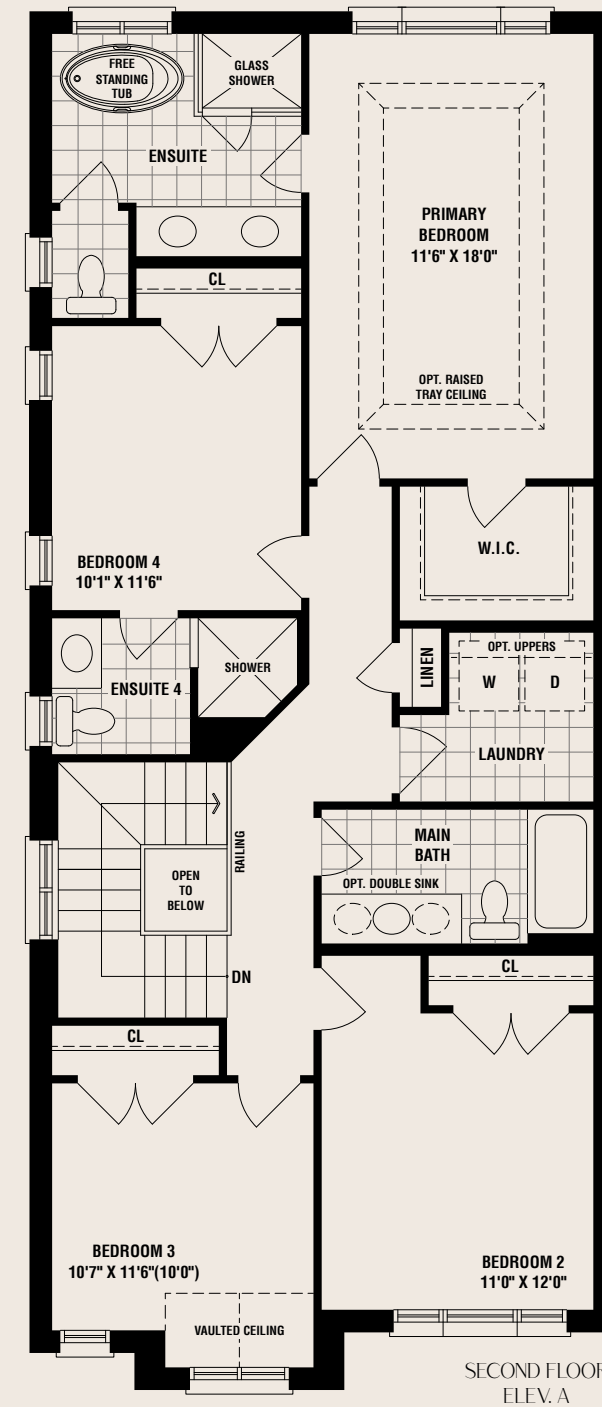 FREE
STANDING
TUB
GLASS
SHOWER
ENSUITE
PRIMARY
BEDROOM
11'6" X 18'0"
CL
OPT. RAISED
TRAY CEILING
BEDROOM 4
10'1" X 11'6"
W.I.C.
SHOWER
ENSUITE 4
LINEN
OPT. UPPERS
W
D
LAUNDRY
RAILING
OPEN
TO
BELOW
MAIN
BATH
OPT. DOUBLE SINK
DN
CL
CL
BEDROOM 3
10'7" X 11'6"(10'0")
BEDROOM 2
11'0" X 12'0"
VAULTED CEILING
SECOND FLOOR
ELEV. A